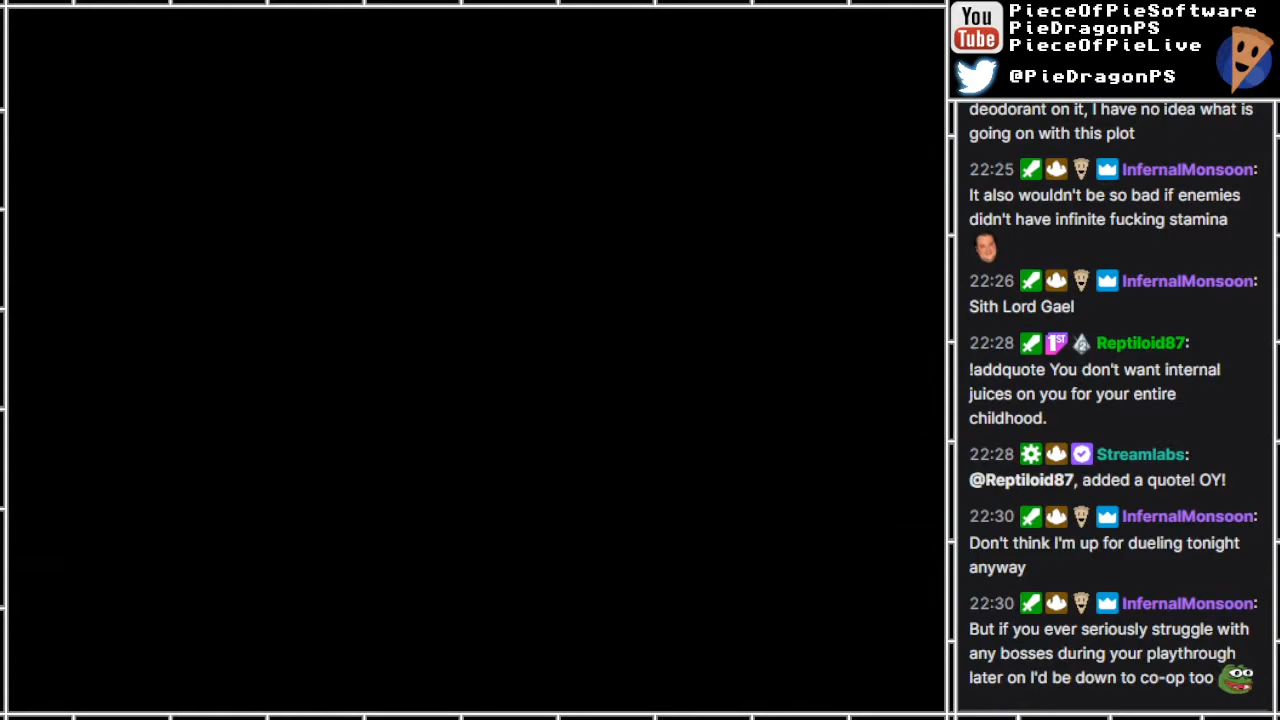 You
Tube
PieceOfPieSoftware
PieDragonPS
PieceOfPieLive
@PieDragonPS
deodorant on it, I have no idea what is
going on with this plot
22:25 InfernalMonsoon:
It also wouldn't be so bad if enemies
didn't have infinite fucking stamina
22:26 InfernalMonsoon:
Sith Lord Gael
22:28 1ST 2 Reptiloid87:
!addquote You don't want internal
juices on you for your entire
childhood.
22:28 Streamlabs:
@Reptiloid87, added a quote! OY!
22:30 InfernalMonsoon:
Don't think I'm up for dueling tonight
anyway
22:30 InfernalMonsoon:
But if you ever seriously struggle with
any bosses during your playthrough
later on I'd be down to co-op too